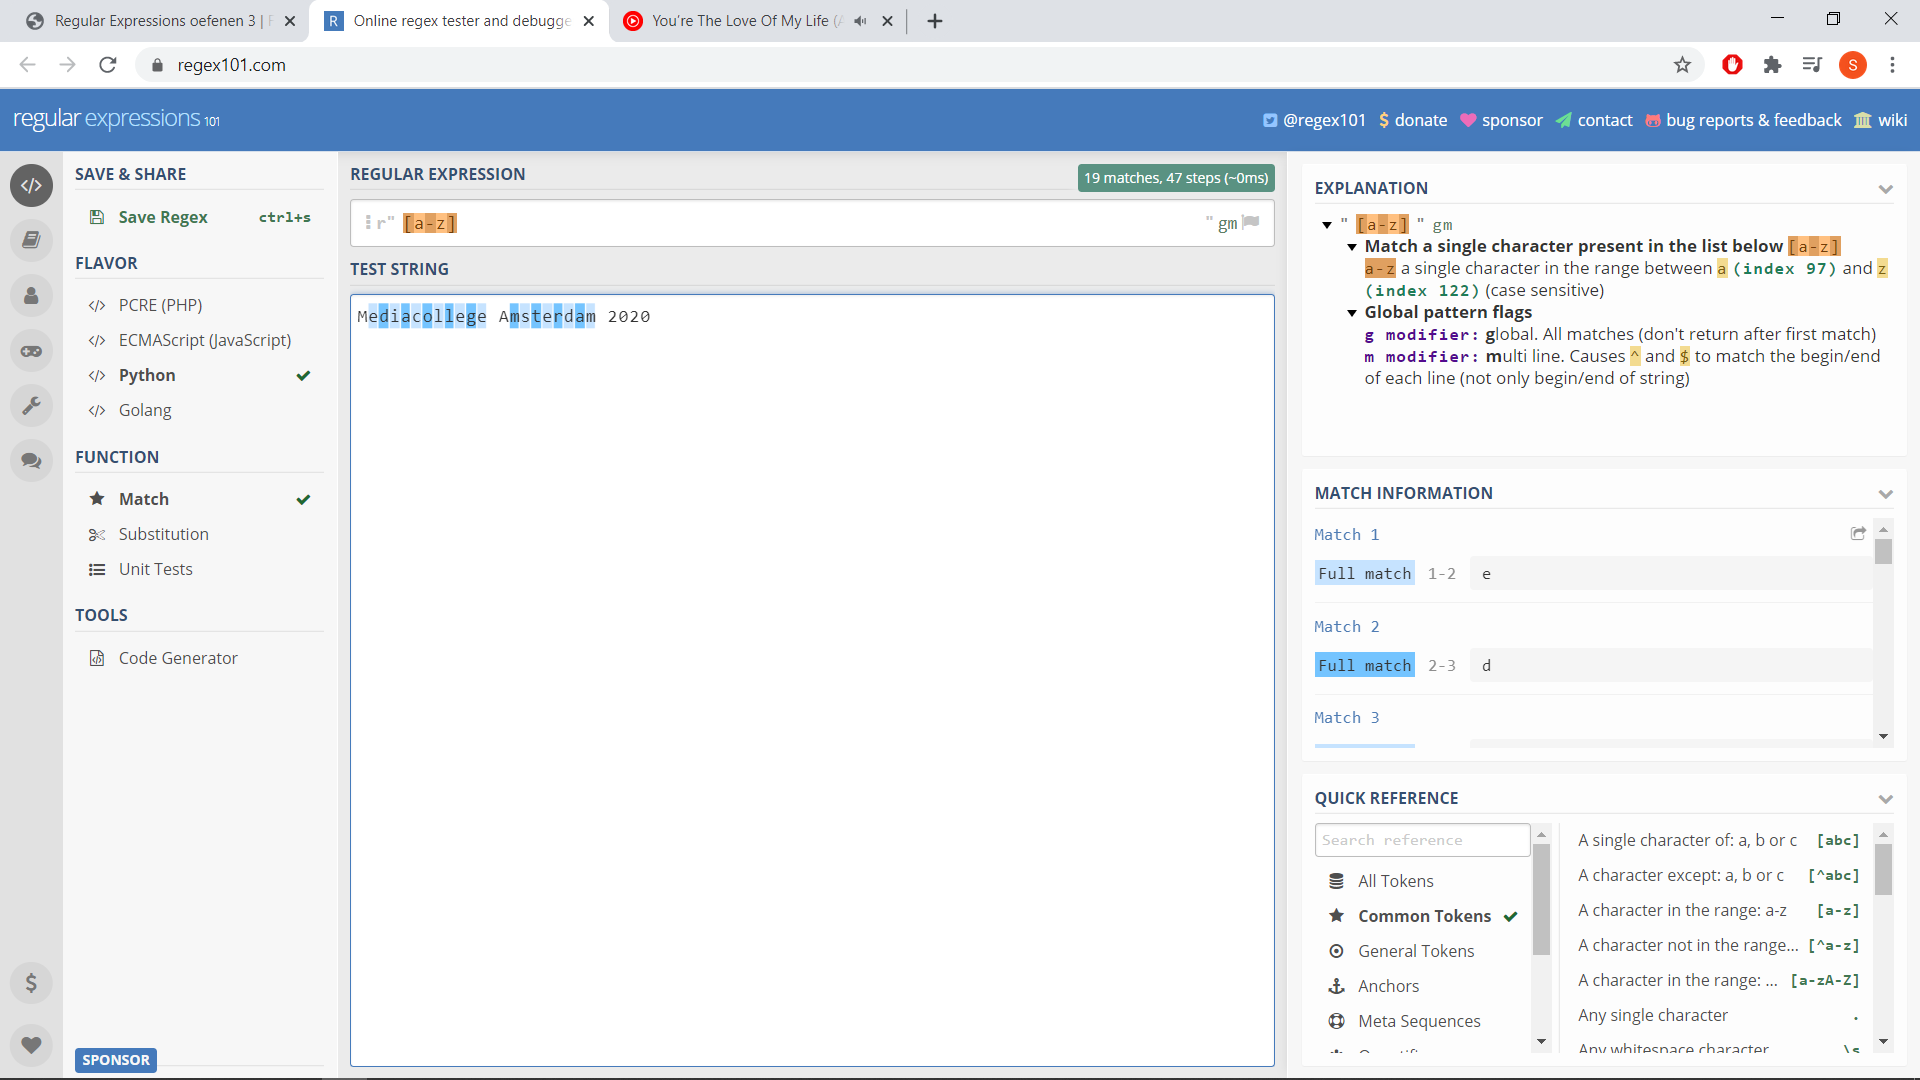 Regular Expressions oefenen 3 |
Online regex tester and debugge
You're The Love Of My Life (
regex101.com
S
regular expressions 101
@regex101
$ donate
sponsor
contact
bug reports & feedback
wiki
SAVE & SHARE
Save Regex ctrl+s
FLAVOR
</> PCRE (PHP)
</> ECMAScript (JavaScript)
</> Python
</> Golang
FUNCTION
Match
Substitution
Unit Tests
TOOLS
Code Generator
SPONSOR
REGULAR EXPRESSION
19 matches, 47 steps (~0ms)
r" [a-z] " gm
TEST STRING
Mediacollege Amsterdam 2020
EXPLANATION
" [a-z] " gm
Match a single character present in the list below [a-z]
a-z a single character in the range between a (index 97) and z
(index 122) (case sensitive)
Global pattern flags
g modifier: global. All matches (don't return after first match)
m modifier: multi line. Causes ^ and $ to match the begin/end
of each line (not only begin/end of string)
MATCH INFORMATION
Match 1
Full match 1-2 e
Match 2
Full match 2-3 d
Match 3
QUICK REFERENCE
Search reference
All Tokens
Common Tokens
General Tokens
Anchors
Meta Sequences
A single character of: a, b or c [abc]
A character except: a, b or c [^abc]
A character in the range: a-z [a-z]
A character not in the range... [^a-z]
A character in the range: ... [a-zA-Z]
Any single character .
Any whitespace character \s